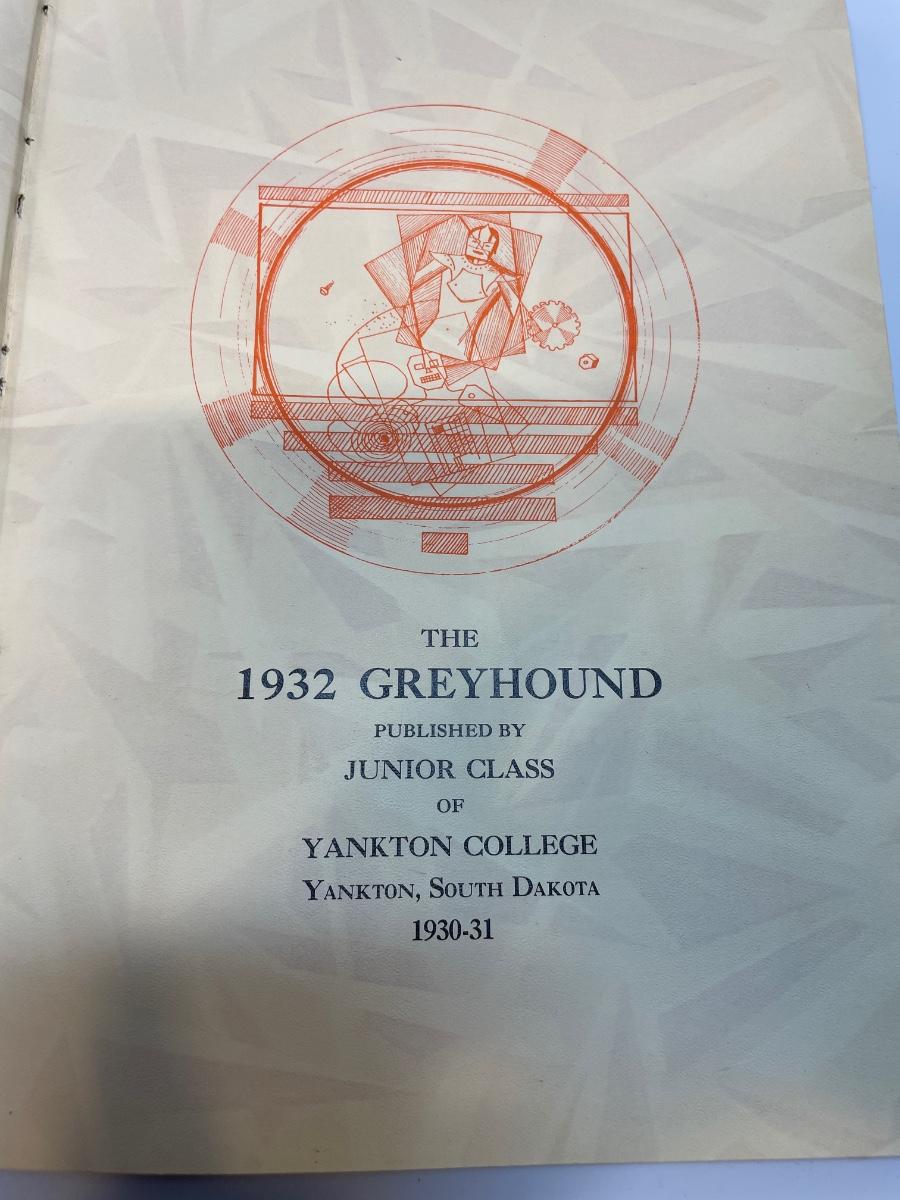 THE
1932 GREYHOUND
PUBLISHED BY
JUNIOR CLASS
OF
YANKTON COLLEGE
YANKTON, SOUTH DAKOTA
1930-31